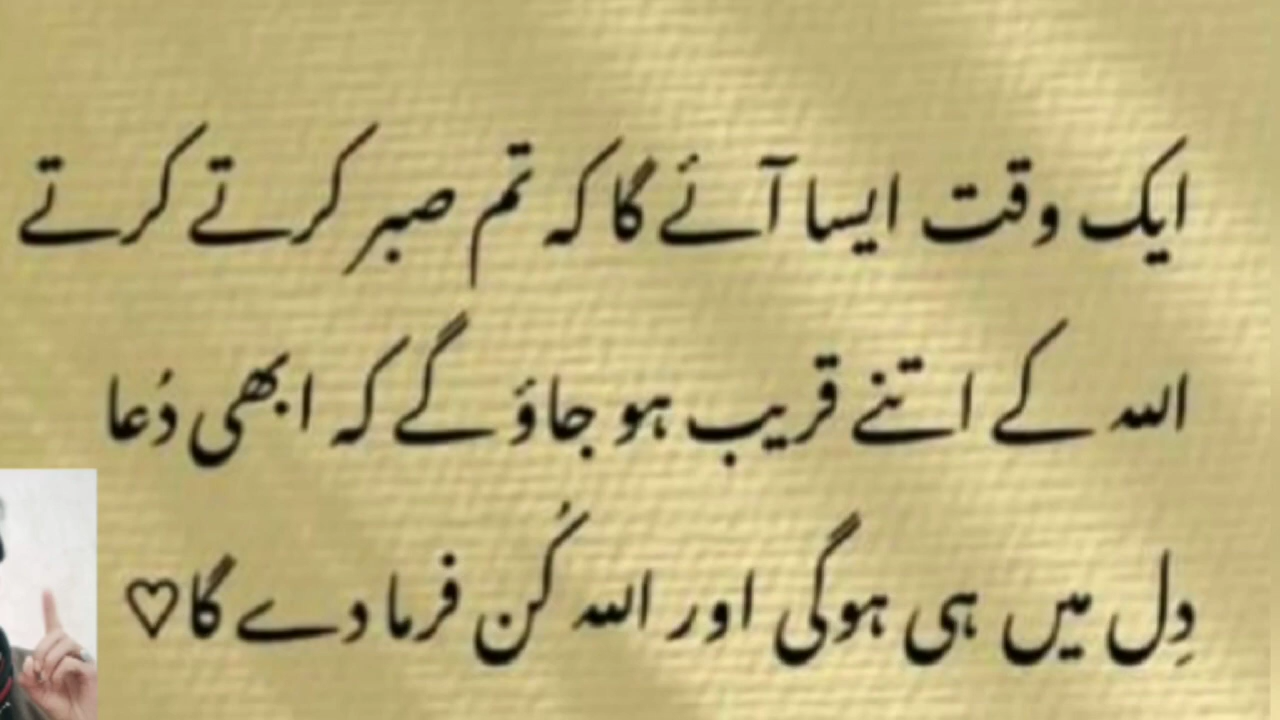 ایک وقت ایسا آئے گا کہ تم صبر کرتے کرتے
اللہ کے اتنے قریب ہو جاؤ گے کہ ابھی دُعا
دِل میں ہی ہوگی اور اللہ کُن فرما دے گا♡